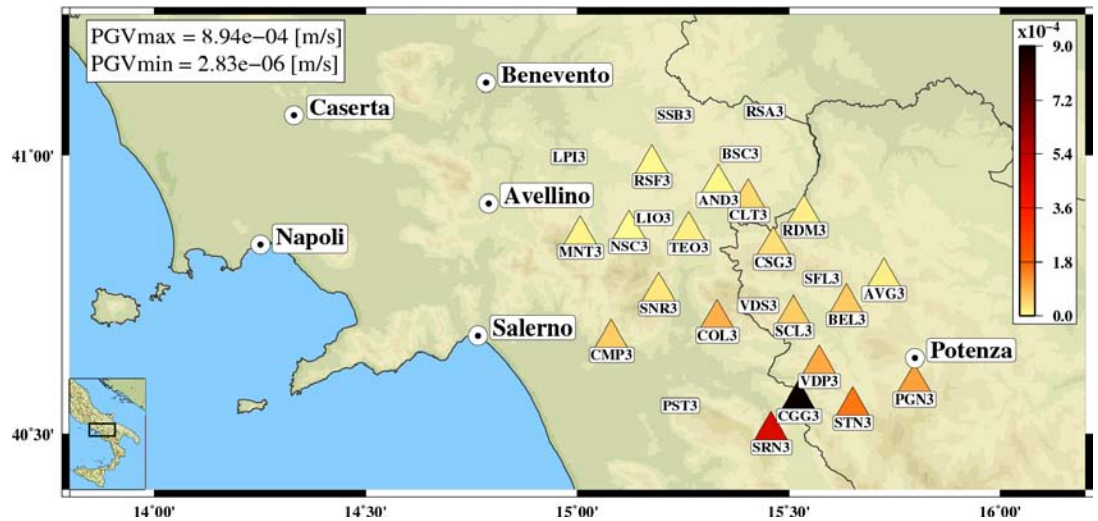 PGVmax = 8.94e−04 [m/s]
PGVmin = 2.83e−06 [m/s]
x10⁻⁴
9.0
7.2
5.4
3.6
1.8
0.0
Benevento
Caserta
SSB3
RSA3
41°00'
LPI3
BSC3
RSF3
Avellino
AND3
CLT3
LIO3
RDM3
Napoli
MNT3
NSC3
TEO3
CSG3
SFL3
AVG3
SNR3
VDS3
BEL3
Salerno
COL3
SCL3
CMP3
Potenza
VDP3
PGN3
PST3
CGG3
STN3
40°30'
SRN3
14°00'
14°30'
15°00'
15°30'
16°00'